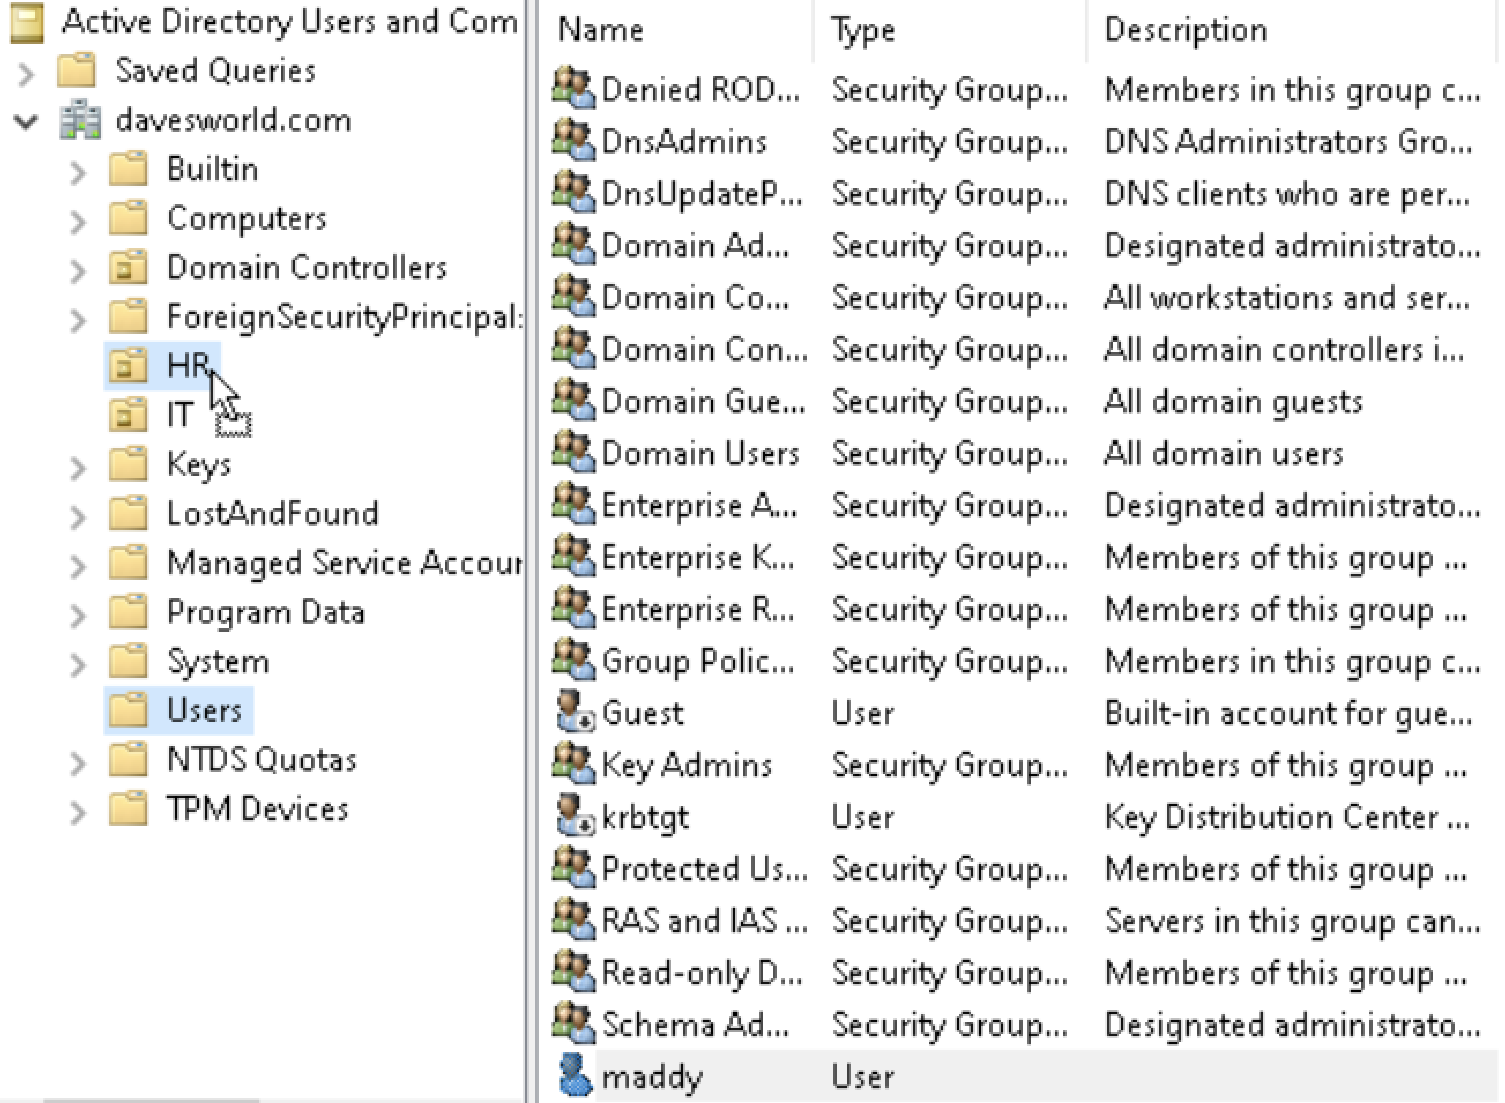 Active Directory Users and Com
Saved Queries
davesworld.com
Builtin
Computers
Domain Controllers
ForeignSecurityPrincipal:
HR
IT
Keys
LostAndFound
Managed Service Accour
Program Data
System
Users
NTDS Quotas
TPM Devices
Name Type Description
Denied ROD... Security Group... Members in this group c...
DnsAdmins Security Group... DNS Administrators Gro...
DnsUpdateP... Security Group... DNS clients who are per...
Domain Ad... Security Group... Designated administrato...
Domain Co... Security Group... All workstations and ser...
Domain Con... Security Group... All domain controllers i...
Domain Gue... Security Group... All domain guests
Domain Users Security Group... All domain users
Enterprise A... Security Group... Designated administrato...
Enterprise K... Security Group... Members of this group ...
Enterprise R... Security Group... Members of this group ...
Group Polic... Security Group... Members in this group c...
Guest User Built-in account for gue...
Key Admins Security Group... Members of this group ...
krbtgt User Key Distribution Center ...
Protected Us... Security Group... Members of this group ...
RAS and IAS ... Security Group... Servers in this group can...
Read-only D... Security Group... Members of this group ...
Schema Ad... Security Group... Designated administrato...
maddy User